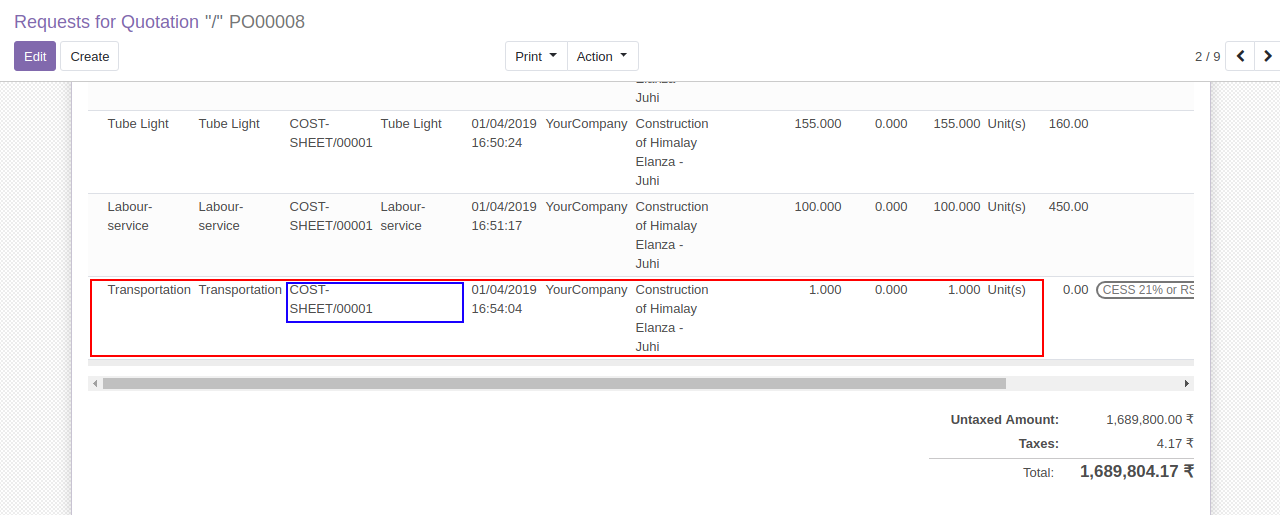 Requests for Quotation "/" PO00008
Edit Create Print Action 2 / 9
Juhi
Tube Light Tube Light COST- Tube Light 01/04/2019 YourCompany Construction 155.000 0.000 155.000 Unit(s) 160.00
SHEET/00001 16:50:24 of Himalay
Elanza -
Juhi
Labour- Labour- COST- Labour- 01/04/2019 YourCompany Construction 100.000 0.000 100.000 Unit(s) 450.00
service service SHEET/00001 service 16:51:17 of Himalay
Elanza -
Juhi
Transportation Transportation COST- 01/04/2019 YourCompany Construction 1.000 0.000 1.000 Unit(s) 0.00 CESS 21% or RS
SHEET/00001 16:54:04 of Himalay
Elanza -
Juhi
Untaxed Amount: 1,689,800.00 ₹
Taxes: 4.17 ₹
Total: 1,689,804.17 ₹